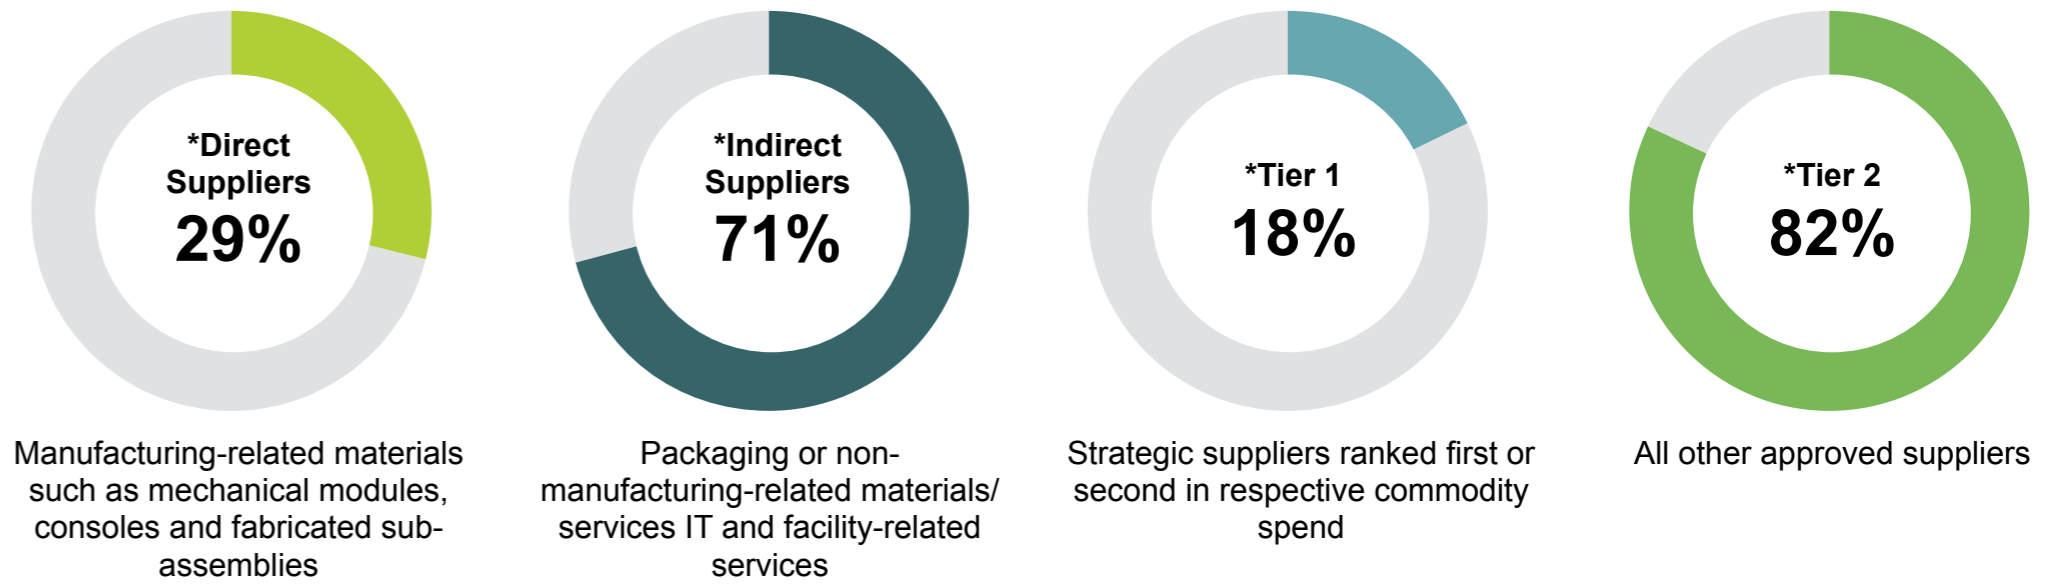 *Direct
Suppliers
29%
Manufacturing-related materials
such as mechanical modules,
consoles and fabricated sub-
assemblies
*Indirect
Suppliers
71%
Packaging or non-
manufacturing-related materials/
services IT and facility-related
services
*Tier 1
18%
Strategic suppliers ranked first or
second in respective commodity
spend
*Tier 2
82%
All other approved suppliers